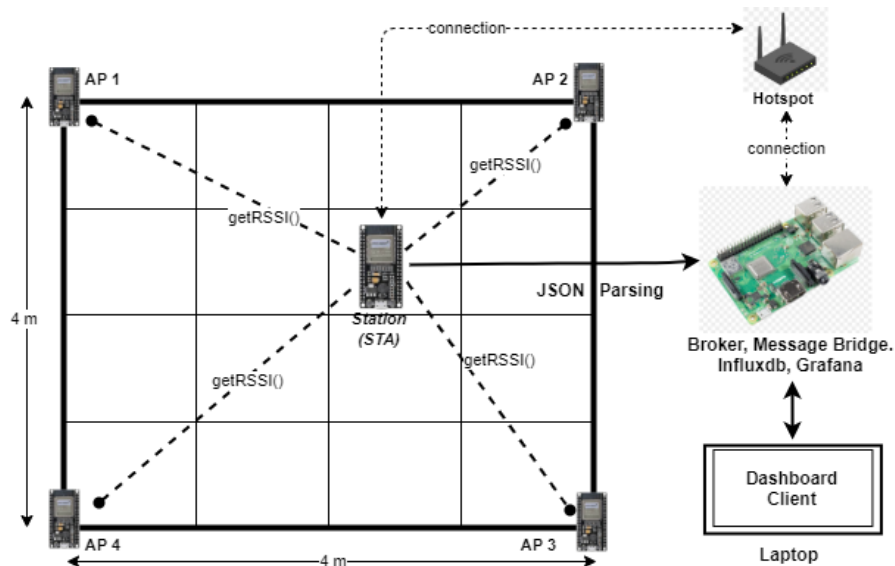 connection
AP 1
AP 2
Hotspot
connection
getRSSI()
getRSSI()
JSON Parsing
4 m
Station
(STA)
Broker, Message Bridge.
Influxdb, Grafana
getRSSI()
getRSSI()
Dashboard
Client
AP 4
AP 3
4 m
Laptop